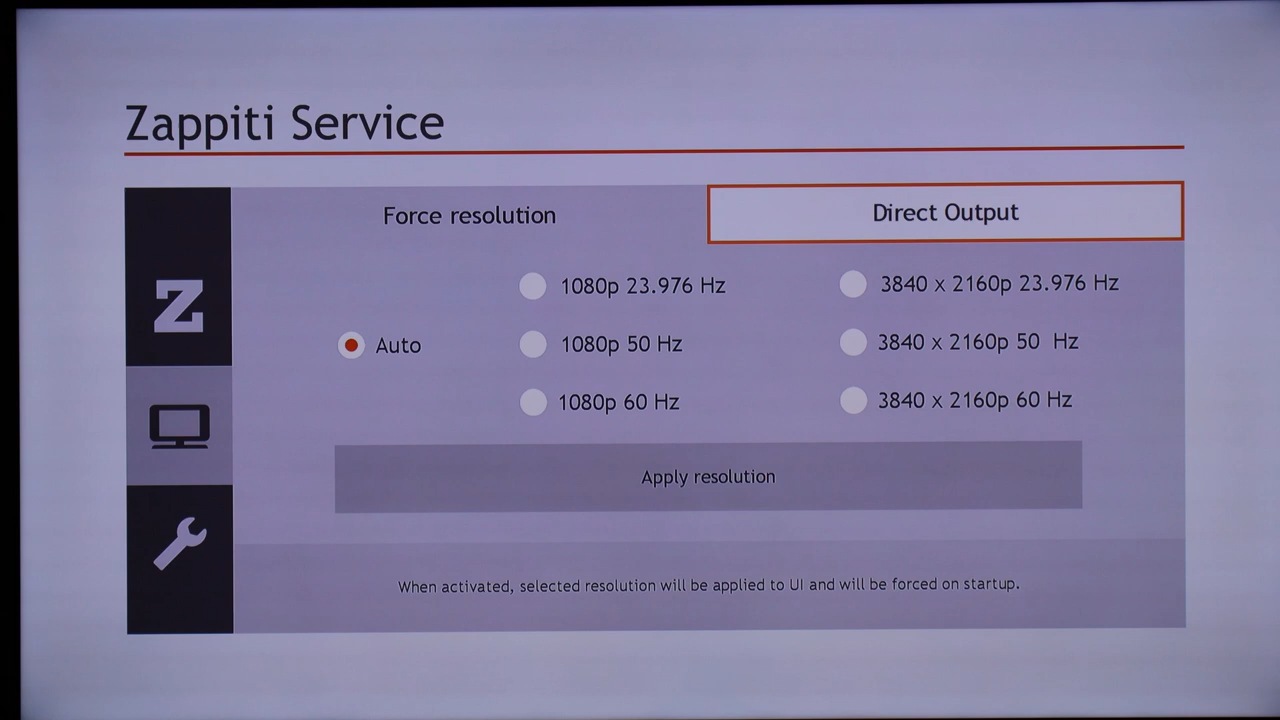 Zappiti Service
Force resolution
Direct Output
Z
Auto
1080p 23.976 Hz
1080p 50 Hz
1080p 60 Hz
3840 x 2160p 23.976 Hz
3840 x 2160p 50  Hz
3840 x 2160p 60 Hz
Apply resolution
When activated, selected resolution will be applied to UI and will be forced on startup.